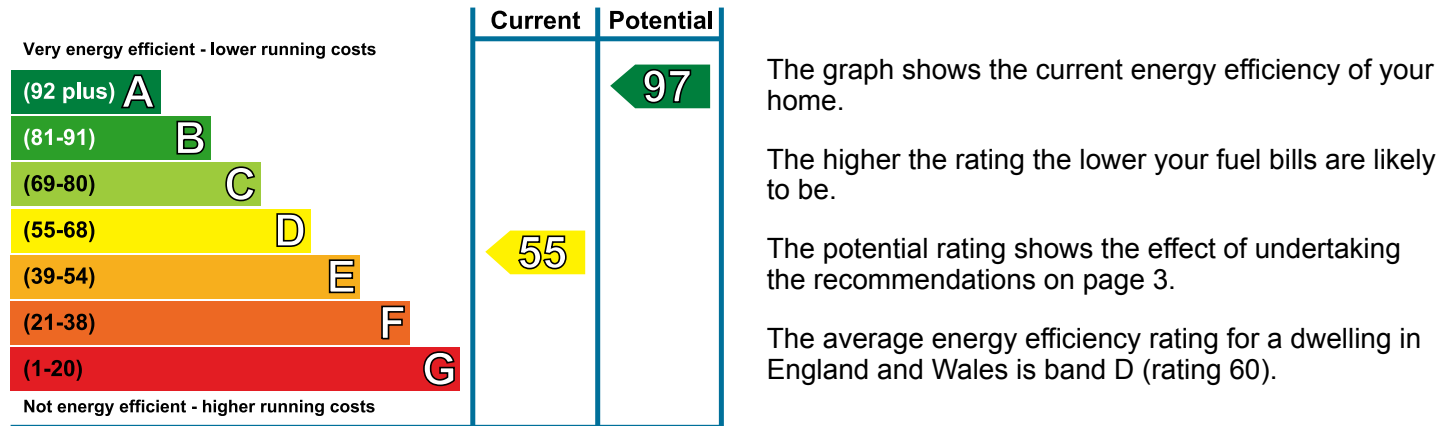 Current Potential
Very energy efficient - lower running costs
(92 plus) A
97
(81-91) B
(69-80) C
(55-68) D
55
(39-54) E
(21-38) F
(1-20) G
Not energy efficient - higher running costs
The graph shows the current energy efficiency of your
home.
The higher the rating the lower your fuel bills are likely
to be.
The potential rating shows the effect of undertaking
the recommendations on page 3.
The average energy efficiency rating for a dwelling in
England and Wales is band D (rating 60).